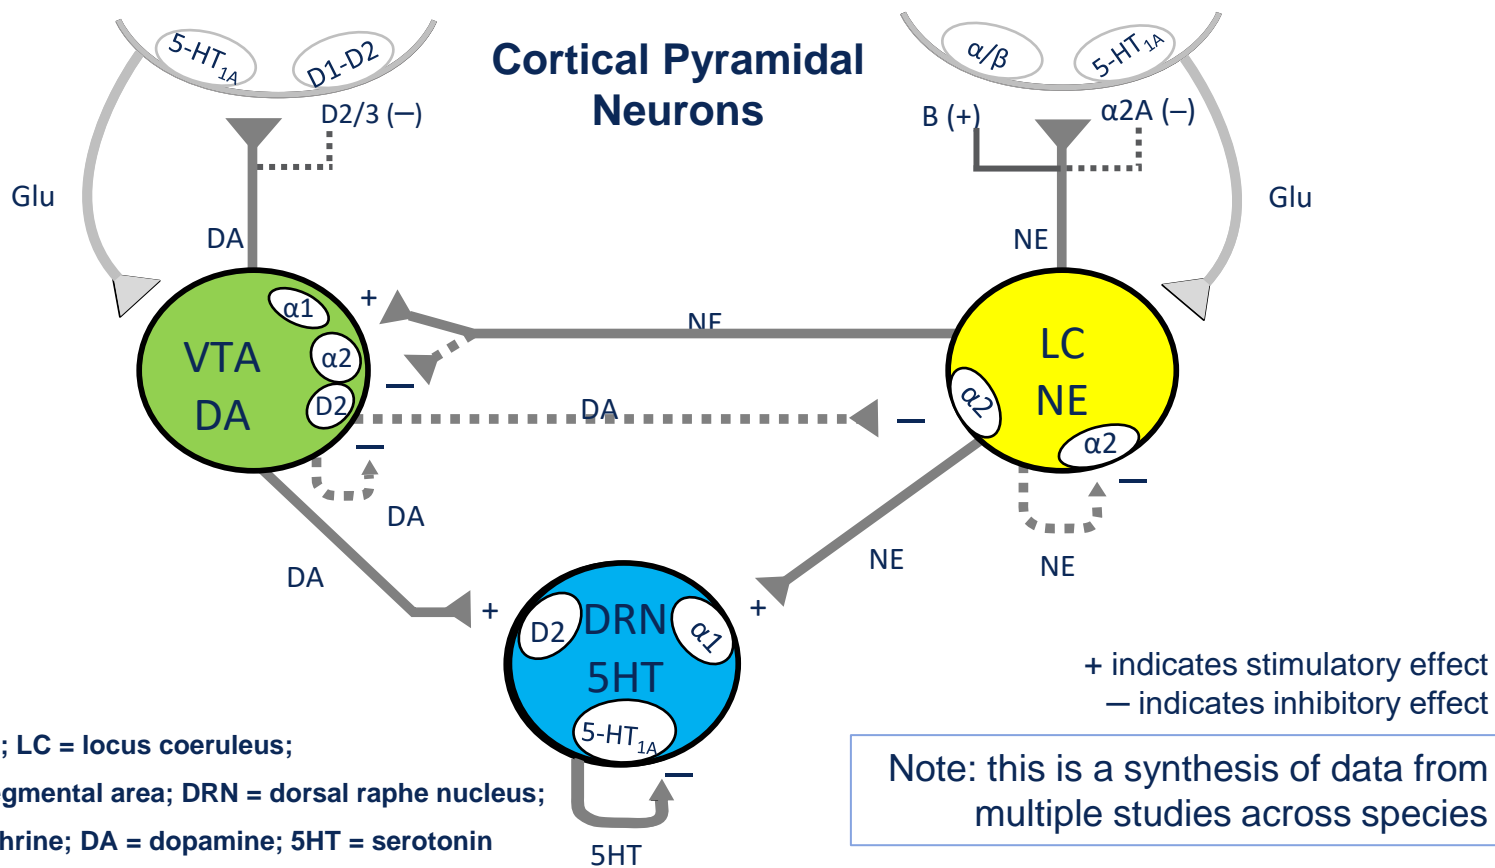 5-HT1A
D1-D2
Cortical Pyramidal
Neurons
α/β
5-HT1A
D2/3 (–)
B (+)
α2A (–)
Glu
Glu
DA
NE
α1
+
NE
VTA
DA
α2
–
D2
LC
NE
α2
α2
DA
–
–
DA
–
NE
DA
NE
+
+
D2
DRN
5HT
α1
5-HT1A
–
5HT
+ indicates stimulatory effect
– indicates inhibitory effect
; LC = locus coeruleus;
egmental area; DRN = dorsal raphe nucleus;
hrine; DA = dopamine; 5HT = serotonin
Note: this is a synthesis of data from
multiple studies across species